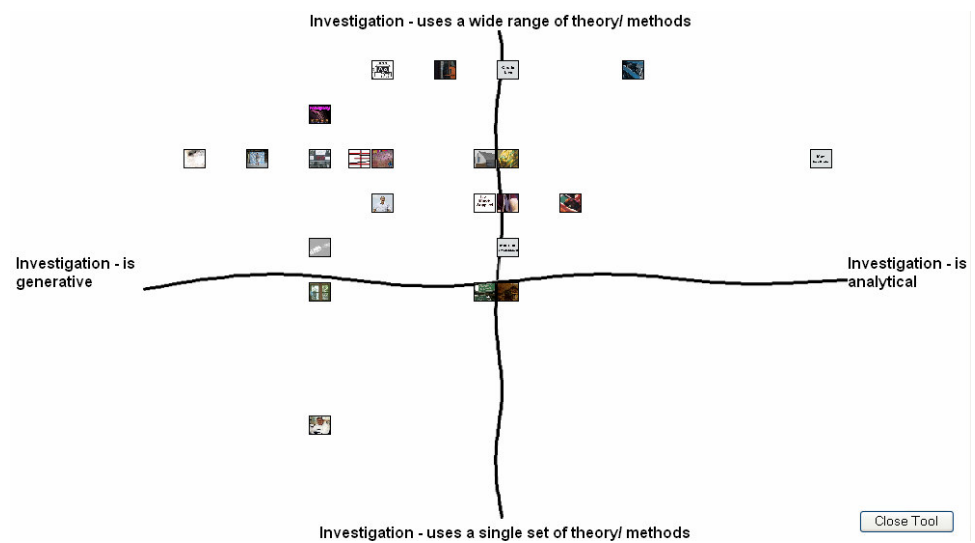 Investigation - uses a wide range of theory/ methods
Investigation - is
generative
Investigation - is
analytical
Investigation - uses a single set of theory/ methods
Close Tool